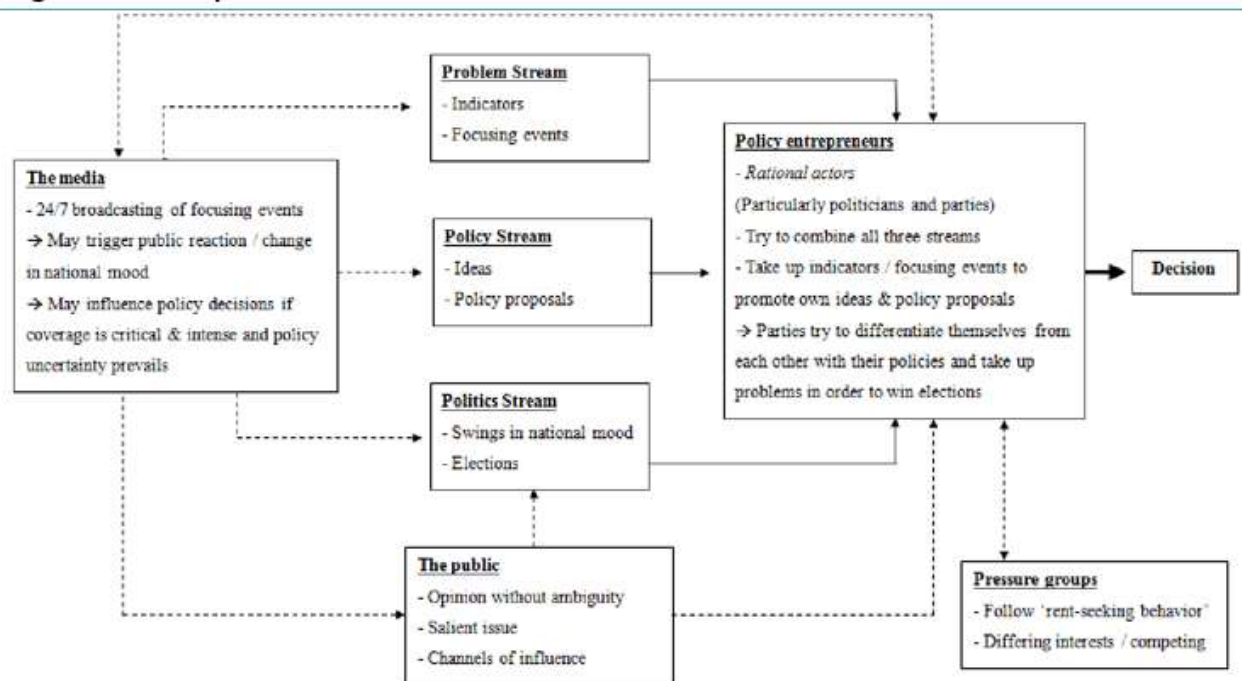 Problem Stream
- Indicators
- Focusing events
The media
- 24/7 broadcasting of focusing events
→ May trigger public reaction / change
in national mood
→ May influence policy decisions if
coverage is critical & intense and policy
uncertainty prevails
Policy Stream
- Ideas
- Policy proposals
Politics Stream
- Swings in national mood
- Elections
The public
- Opinion without ambiguity
- Salient issue
- Channels of influence
Policy entrepreneurs
- Rational actors
(Particularly politicians and parties)
- Try to combine all three streams
- Take up indicators / focusing events to
promote own ideas & policy proposals
→ Parties try to differentiate themselves from
each other with their policies and take up
problems in order to win elections
Decision
Pressure groups
- Follow ‘rent-seeking behavior’
- Differing interests / competing